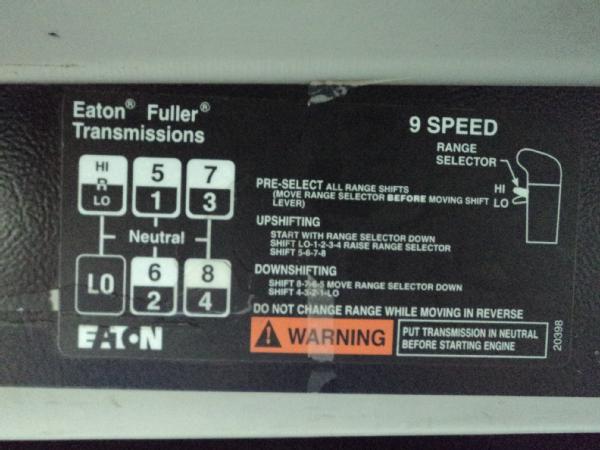 Eaton® Fuller®
Transmissions
9 SPEED
RANGE
SELECTOR
HI
LO
HI 5 7
R
LO 1 3
Neutral
LO 6 8
2 4
EATON
PRE-SELECT ALL RANGE SHIFTS
(MOVE RANGE SELECTOR BEFORE MOVING SHIFT
LEVER)
UPSHIFTING
START WITH RANGE SELECTOR DOWN
SHIFT LO-1-2-3-4 RAISE RANGE SELECTOR
SHIFT 5-6-7-8
DOWNSHIFTING
SHIFT 8-7-6-5 MOVE RANGE SELECTOR DOWN
SHIFT 4-3-2-1-LO
DO NOT CHANGE RANGE WHILE MOVING IN REVERSE
WARNING
PUT TRANSMISSION IN NEUTRAL
BEFORE STARTING ENGINE
20398